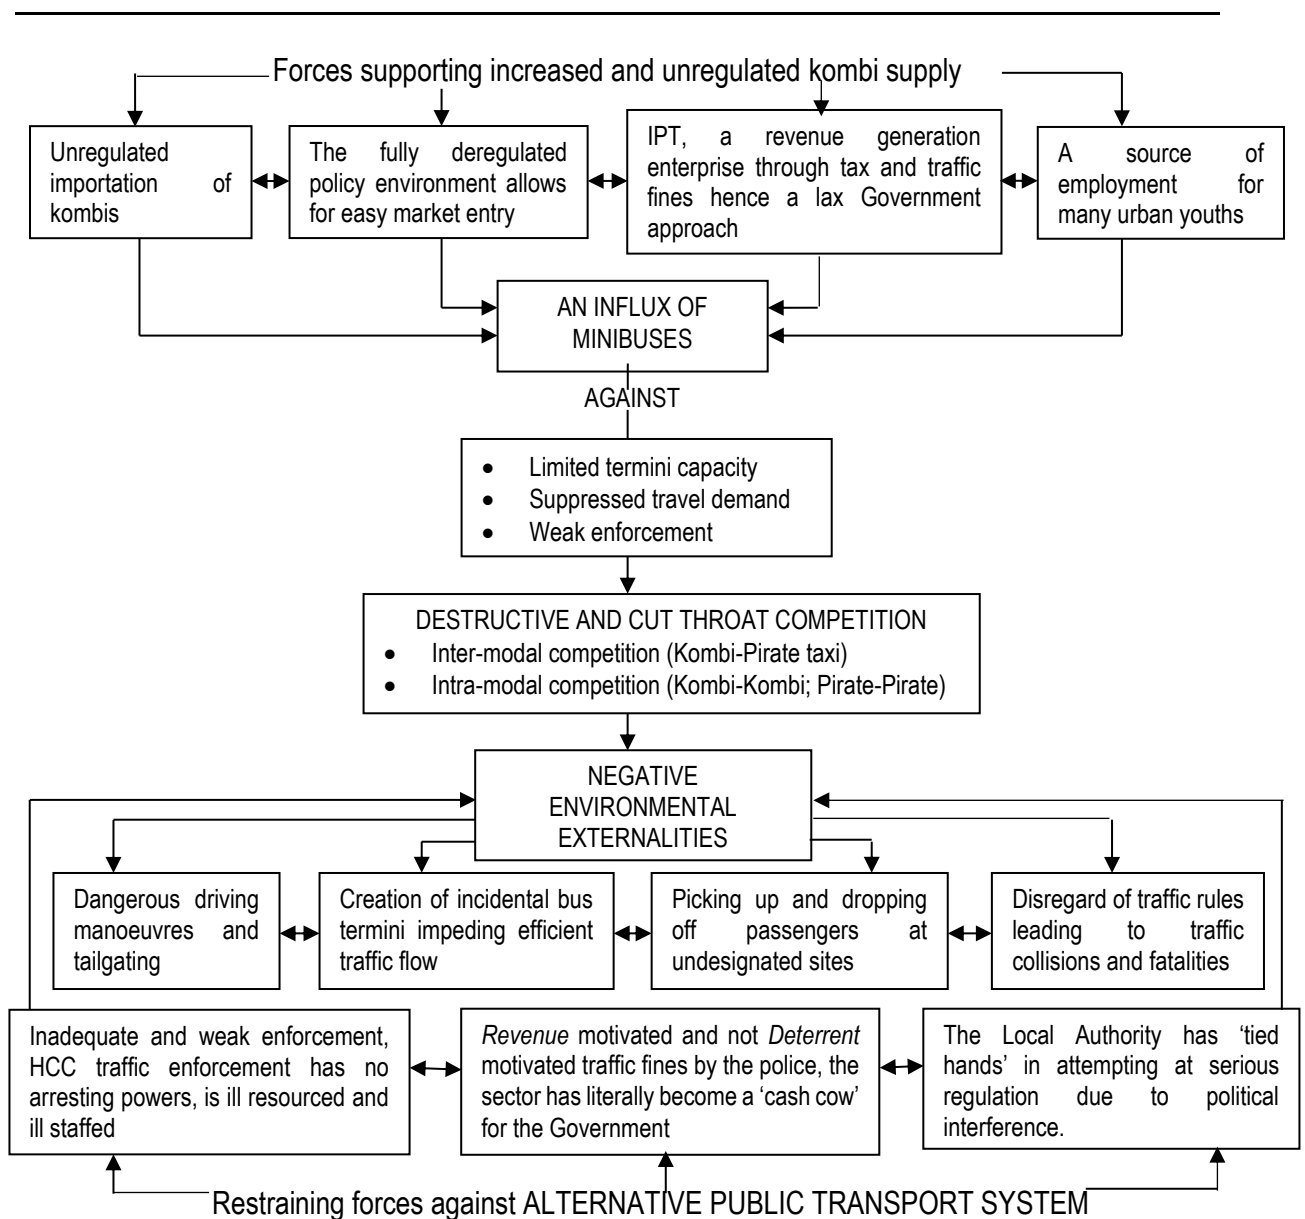 Forces supporting increased and unregulated kombi supply
Unregulated
importation of
kombis
The fully deregulated
policy environment allows
for easy market entry
IPT, a revenue generation
enterprise through tax and traffic
fines hence a lax Government
approach
A source of
employment for
many urban youths
AN INFLUX OF
MINIBUSES
AGAINST
• Limited termini capacity
• Suppressed travel demand
• Weak enforcement
DESTRUCTIVE AND CUT THROAT COMPETITION
• Inter-modal competition (Kombi-Pirate taxi)
• Intra-modal competition (Kombi-Kombi; Pirate-Pirate)
NEGATIVE
ENVIRONMENTAL
EXTERNALITIES
Dangerous driving
manoeuvres and
tailgating
Creation of incidental bus
termini impeding efficient
traffic flow
Picking up and dropping
off passengers at
undesignated sites
Disregard of traffic rules
leading to traffic
collisions and fatalities
Inadequate and weak enforcement,
HCC traffic enforcement has no
arresting powers, is ill resourced and
ill staffed
Revenue motivated and not Deterrent
motivated traffic fines by the police, the
sector has literally become a ‘cash cow’
for the Government
The Local Authority has ‘tied
hands’ in attempting at serious
regulation due to political
interference.
Restraining forces against ALTERNATIVE PUBLIC TRANSPORT SYSTEM